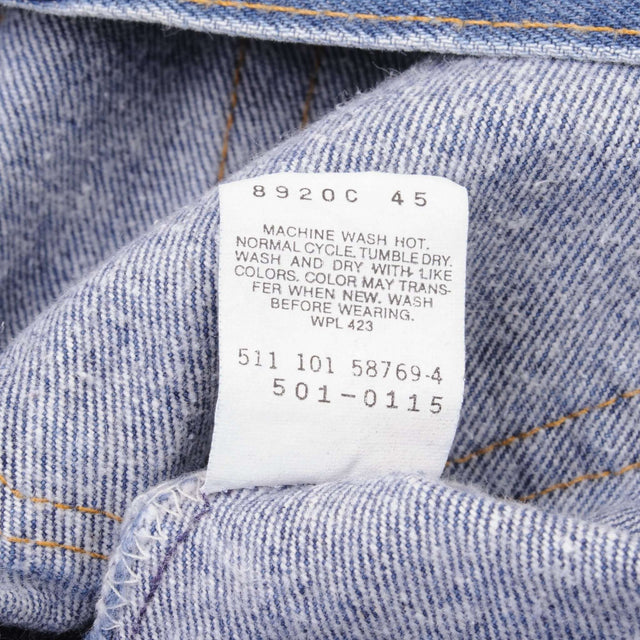 8920C 45
MACHINE WASH HOT.
NORMAL CYCLE. TUMBLE DRY.
WASH AND DRY WITH LIKE
COLORS. COLOR MAY TRANS-
FER WHEN NEW. WASH
BEFORE WEARING.
WPL 423
511 101 58769-4
501-0115